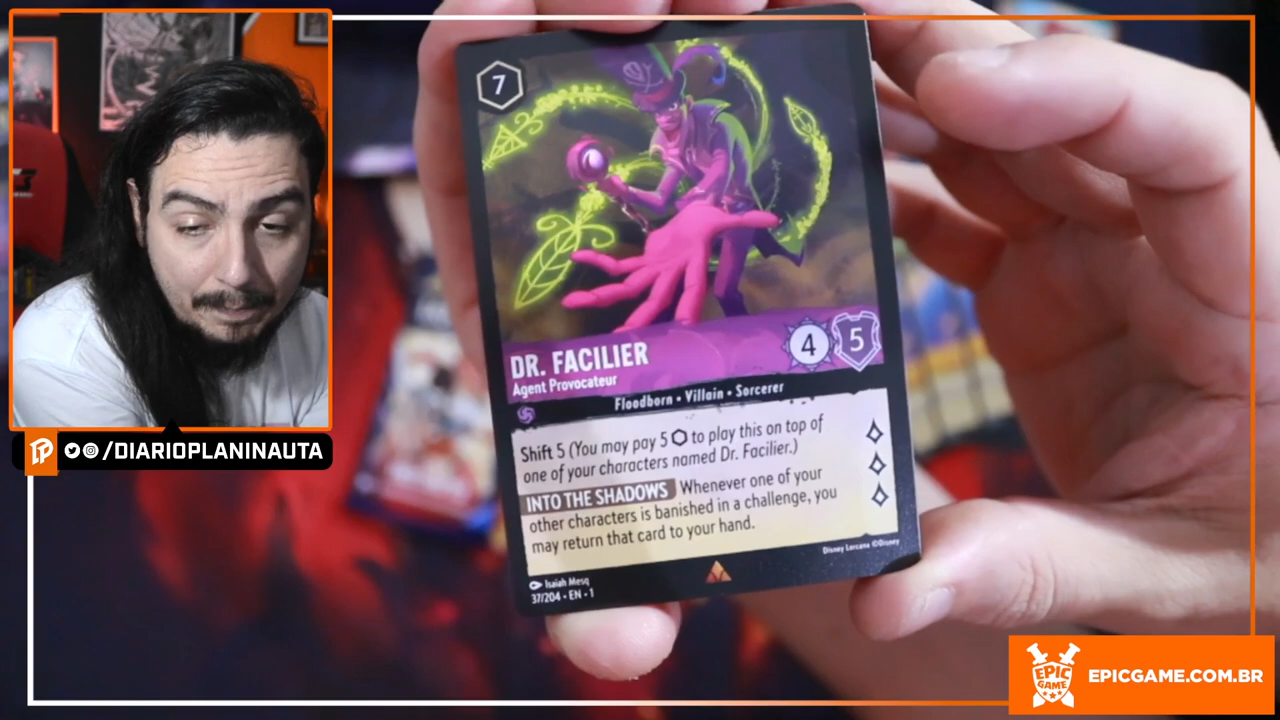 7
DR. FACILIER
Agent Provocateur
4
5
Floodborn • Villain • Sorcerer
Shift 5 (You may pay 5 to play this on top of
one of your characters named Dr. Facilier.)
INTO THE SHADOWS Whenever one of your
other characters is banished in a challenge, you
may return that card to your hand.
Disney Lorcana ©Disney
Isaiah Mesq
37/204 • EN • 1
/DIARIOPLANINAUTA
EPIC
GAME
EPICGAME.COM.BR